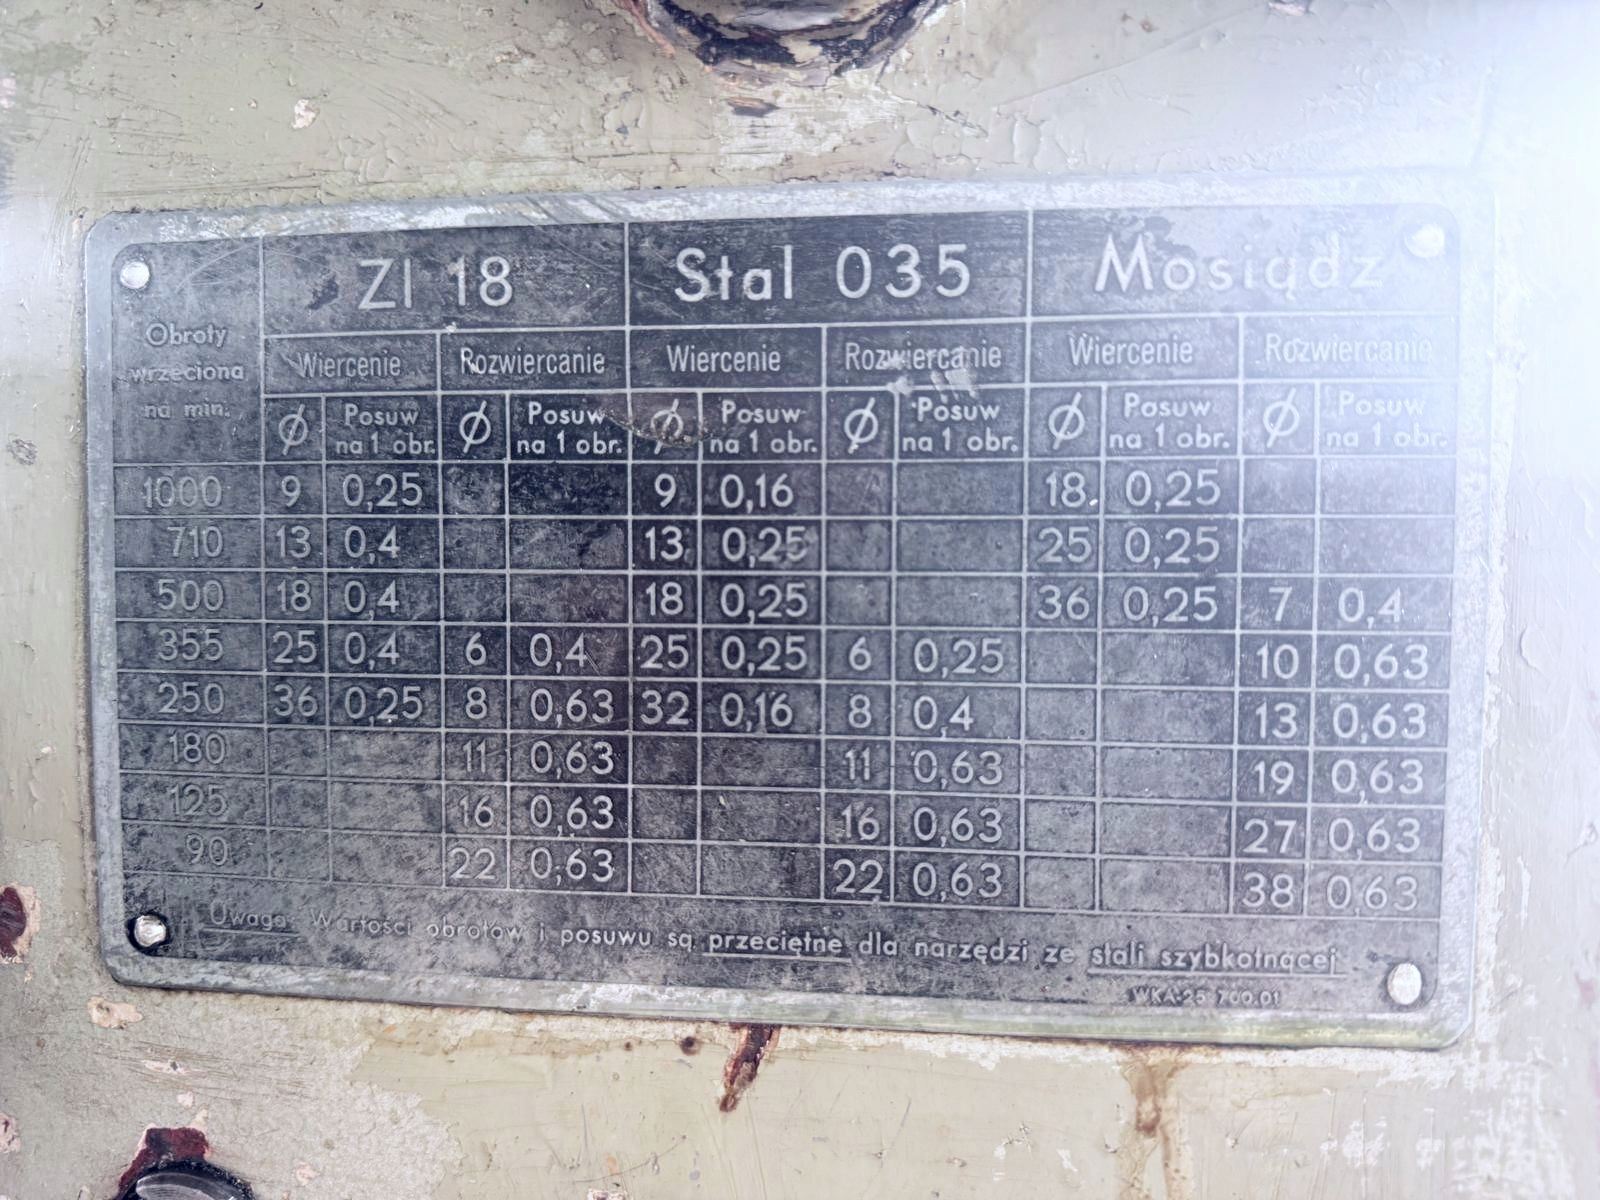 Zl 18 Stal 035 Mosiądz
Obroty wrzeciona na min.
Wiercenie Rozwiercanie Wiercenie Rozwiercanie Wiercenie Rozwiercanie
Ø Posuw na 1 obr. Ø Posuw na 1 obr. Ø Posuw na 1 obr. Ø Posuw na 1 obr. Ø Posuw na 1 obr. Ø Posuw na 1 obr.
1000 9 0,25 9 0,16 18 0,25
710 13 0,4 13 0,25 25 0,25
500 18 0,4 18 0,25 36 0,25 7 0,4
355 25 0,4 6 0,4 25 0,25 6 0,25 10 0,63
250 36 0,25 8 0,63 32 0,16 8 0,4 13 0,63
180 11 0,63 11 0,63 19 0,63
125 16 0,63 16 0,63 27 0,63
90 22 0,63 22 0,63 38 0,63
Uwaga: Wartości obrotów i posuwu są przeciętne dla narzędzi ze stali szybkotnącej
WKA-25 700.01